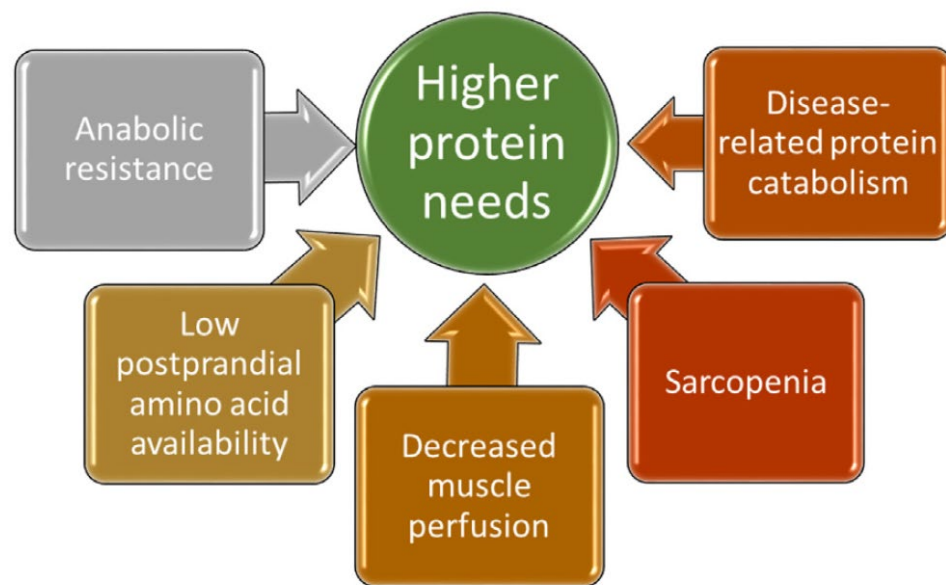 Higher
protein
needs
Anabolic
resistance
Disease-
related protein
catabolism
Low
postprandial
amino acid
availability
Decreased
muscle
perfusion
Sarcopenia